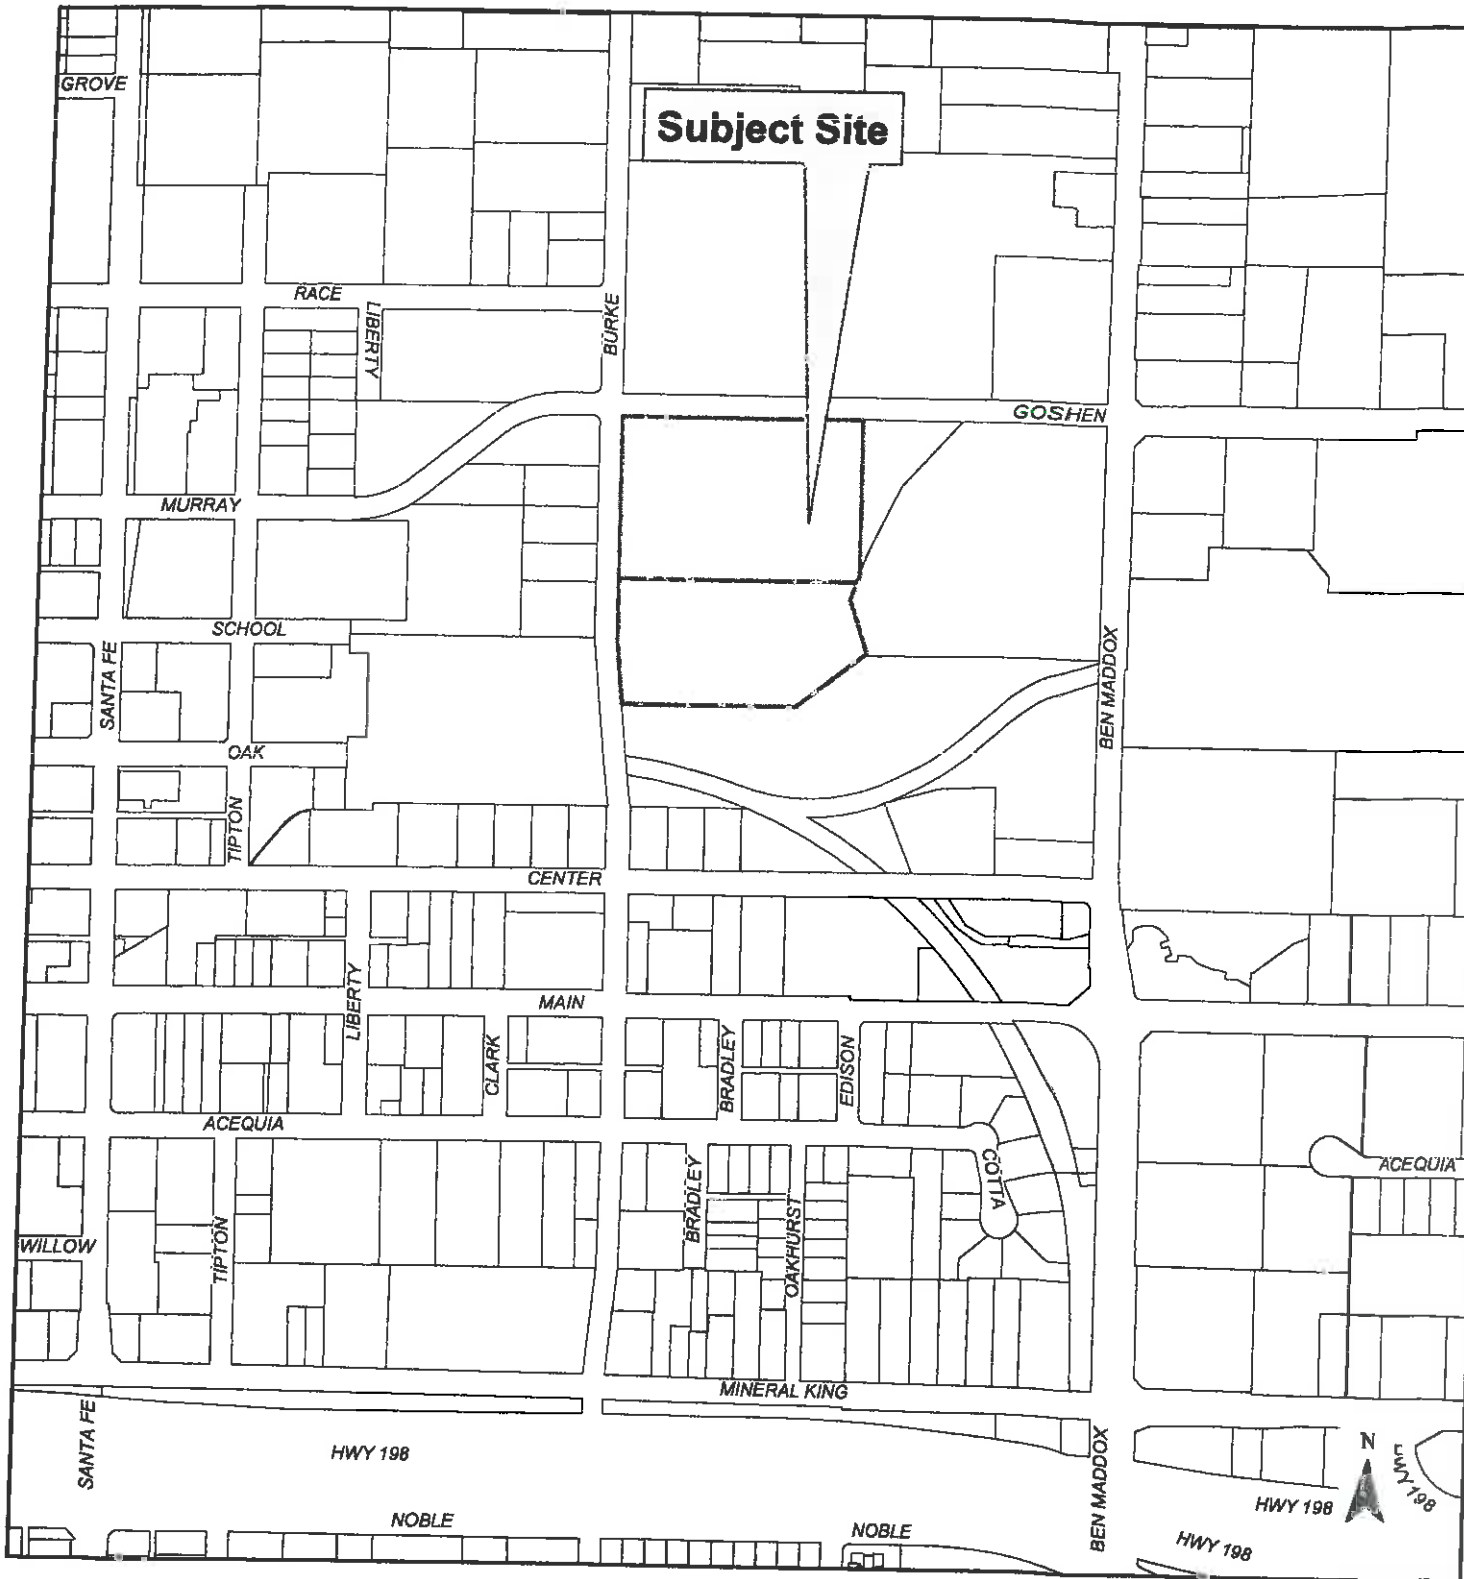 GROVE
Subject Site
RACE
LIBERTY
BURKE
GOSHEN
MURRAY
SCHOOL
SANTA FE
BEN MADDOX
OAK
TIPTON
CENTER
LIBERTY
MAIN
CLARK
BRADLEY
EDISON
ACEQUIA
COTTA
ACEQUIA
BRADLEY
OAKHURST
WILLOW
TIPTON
MINERAL KING
SANTA FE
HWY 198
BEN MADDOX
N
HWY 198
HWY 198
NOBLE
NOBLE
HWY 198